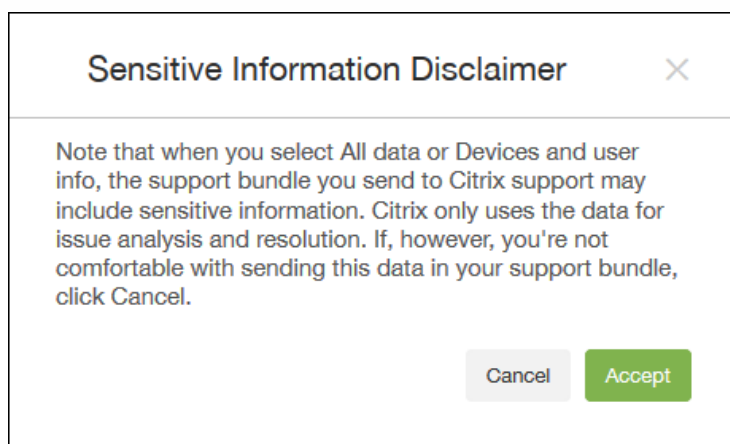 Sensitive Information Disclaimer
Note that when you select All data or Devices and user
info, the support bundle you send to Citrix support may
include sensitive information. Citrix only uses the data for
issue analysis and resolution. If, however, you're not
comfortable with sending this data in your support bundle,
click Cancel.
Cancel
Accept